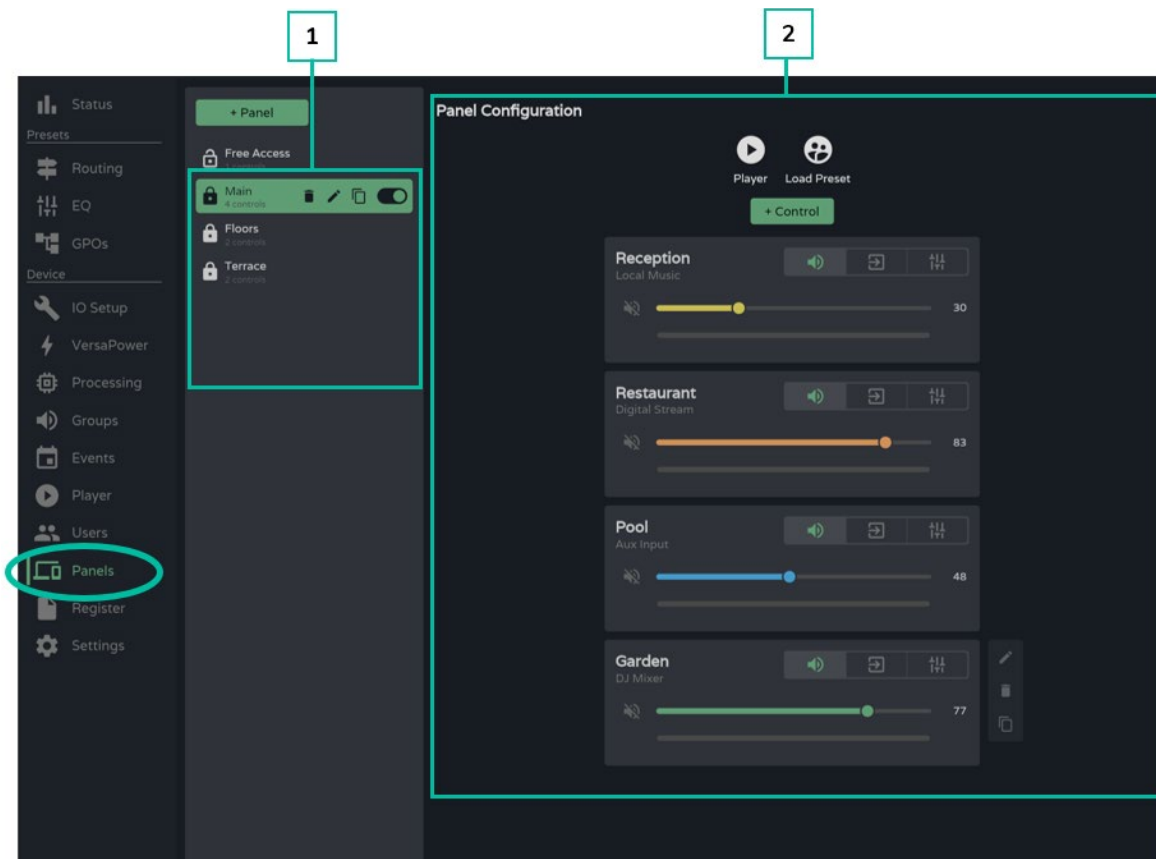 1
2
Status
Presets
Routing
EQ
GPOs
Device
IO Setup
VersaPower
Processing
Groups
Events
Player
Users
Panels
Register
Settings
+ Panel
Free Access
Main
4 controls
Floors
2 controls
Terrace
2 controls
Panel Configuration
Player
Load Preset
+ Control
Reception
Local Music
30
Restaurant
Digital Stream
83
Pool
Aux Input
48
Garden
DJ Mixer
77